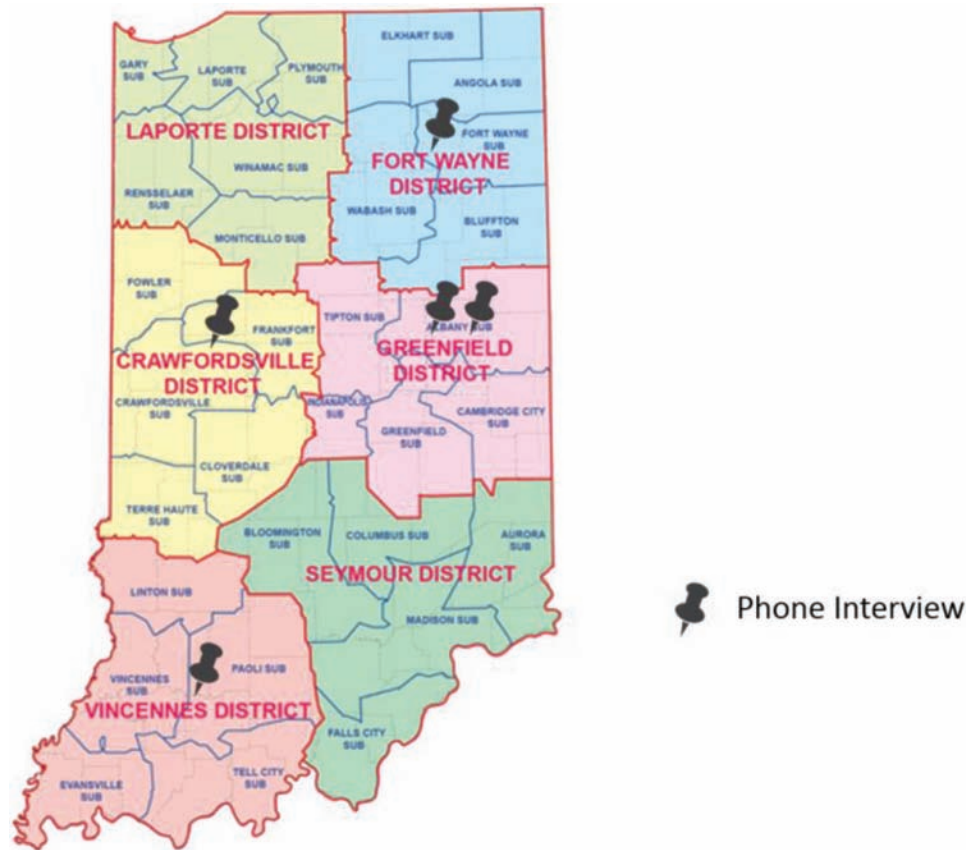 ELKHART SUB
GARY
SUB
LAPORTE
SUB
PLYMOUTH
SUB
ANGOLA SUB
LAPORTE DISTRICT
FORT WAYNE
SUB
FORT WAYNE
DISTRICT
WINAMAC SUB
RENSSELAER
SUB
WABASH SUB
BLUFFTON
SUB
MONTICELLO SUB
FOWLER
SUB
TIPTON SUB
FRANKFORT
SUB
ALBANY SUB
GREENFIELD
DISTRICT
CRAWFORDSVILLE
DISTRICT
CRAWFORDSVILLE
SUB
INDIANAPOLIS
SUB
CAMBRIDGE CITY
SUB
GREENFIELD
SUB
CLOVERDALE
SUB
TERRE HAUTE
SUB
BLOOMINGTON
SUB
COLUMBUS SUB
AURORA
SUB
SEYMOUR DISTRICT
LINTON SUB
Phone Interview
MADISON SUB
PAOLI SUB
VINCENNES
SUB
VINCENNES DISTRICT
FALLS CITY
SUB
TELL CITY
SUB
EVANSVILLE
SUB